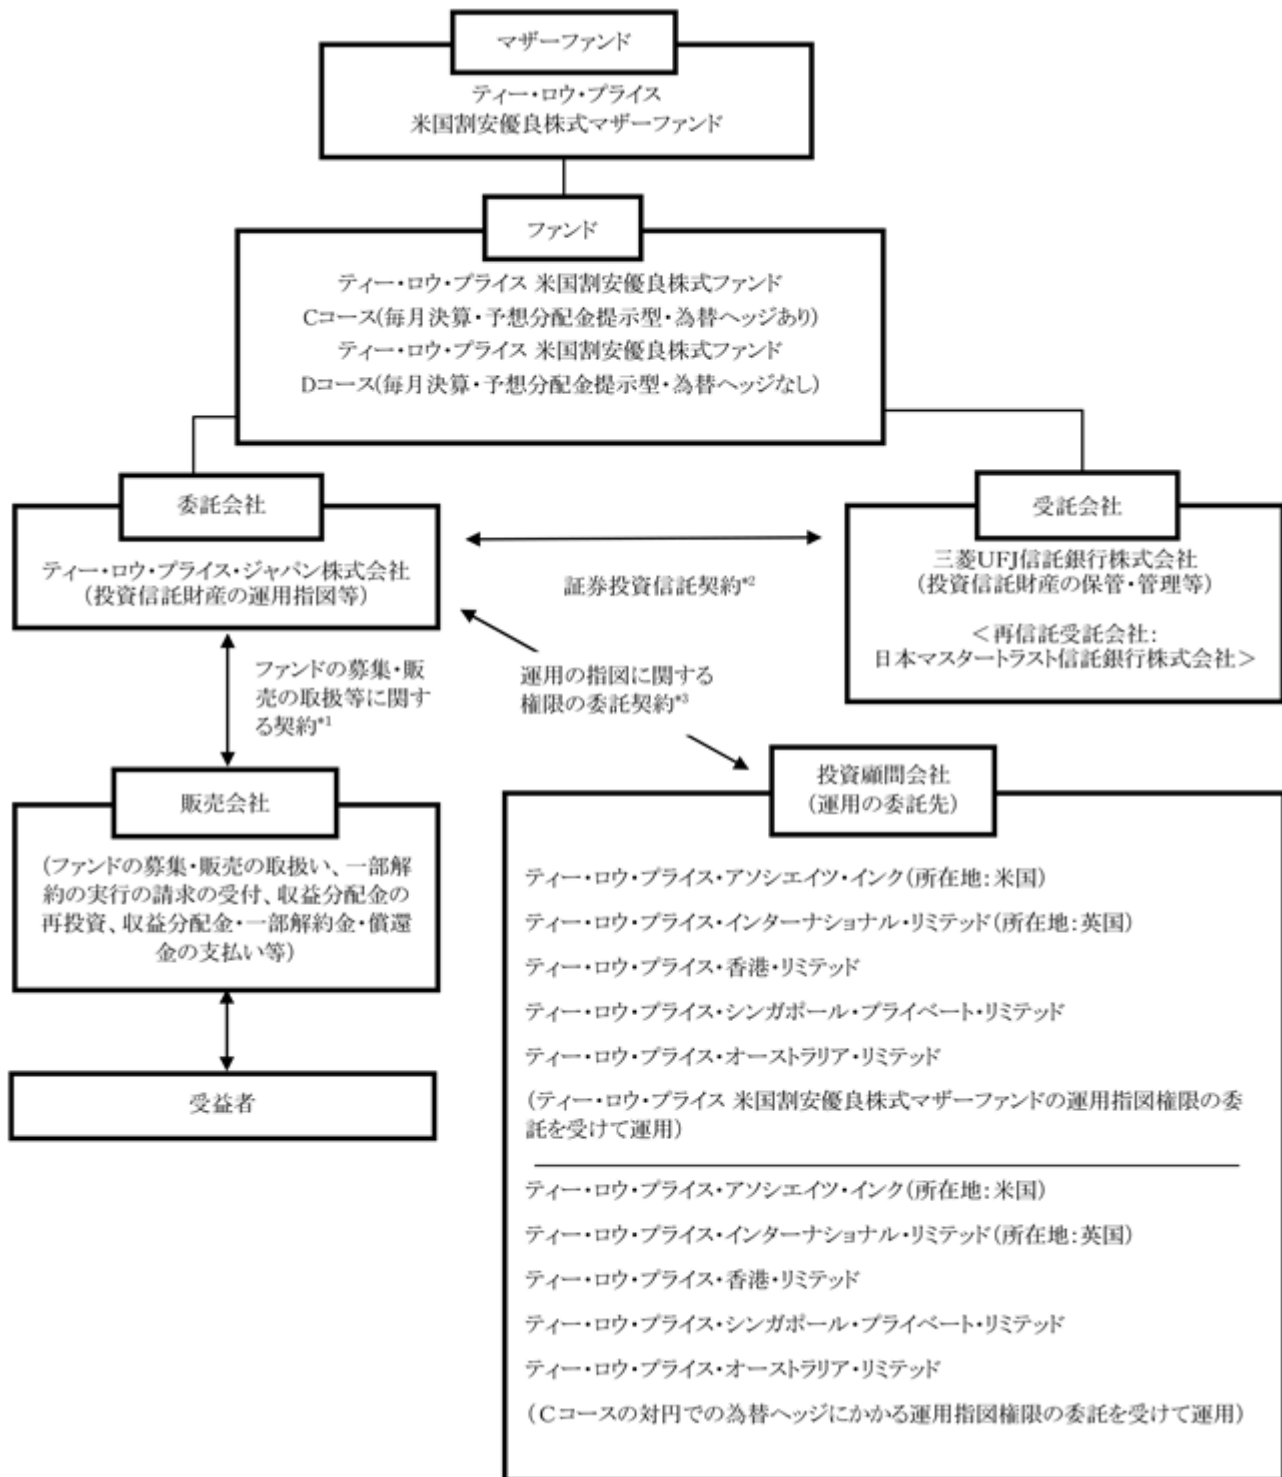 マザーファンド
ティー・ロウ・プライス
米国割安優良株式マザーファンド
ファンド
ティー・ロウ・プライス 米国割安優良株式ファンド
Cコース(毎月決算・予想分配金提示型・為替ヘッジあり)
ティー・ロウ・プライス 米国割安優良株式ファンド
Dコース(毎月決算・予想分配金提示型・為替ヘッジなし)
委託会社
ティー・ロウ・プライス・ジャパン株式会社
(投資信託財産の運用指図等)
証券投資信託契約*2
受託会社
三菱UFJ信託銀行株式会社
(投資信託財産の保管・管理等)
<再信託受託会社:
日本マスタートラスト信託銀行株式会社>
ファンドの募集・販
売の取扱等に関す
る契約*1
運用の指図に関する
権限の委託契約*3
販売会社
(ファンドの募集・販売の取扱い、一部解
約の実行の請求の受付、収益分配金の
再投資、収益分配金・一部解約金・償還
金の支払い等)
受益者
投資顧問会社
(運用の委託先)
ティー・ロウ・プライス・アソシエイツ・インク(所在地:米国)
ティー・ロウ・プライス・インターナショナル・リミテッド(所在地:英国)
ティー・ロウ・プライス・香港・リミテッド
ティー・ロウ・プライス・シンガポール・プライベート・リミテッド
ティー・ロウ・プライス・オーストラリア・リミテッド
(ティー・ロウ・プライス 米国割安優良株式マザーファンドの運用指図権限の委
託を受けて運用)
ティー・ロウ・プライス・アソシエイツ・インク(所在地:米国)
ティー・ロウ・プライス・インターナショナル・リミテッド(所在地:英国)
ティー・ロウ・プライス・香港・リミテッド
ティー・ロウ・プライス・シンガポール・プライベート・リミテッド
ティー・ロウ・プライス・オーストラリア・リミテッド
(Cコースの対円での為替ヘッジにかかる運用指図権限の委託を受けて運用)